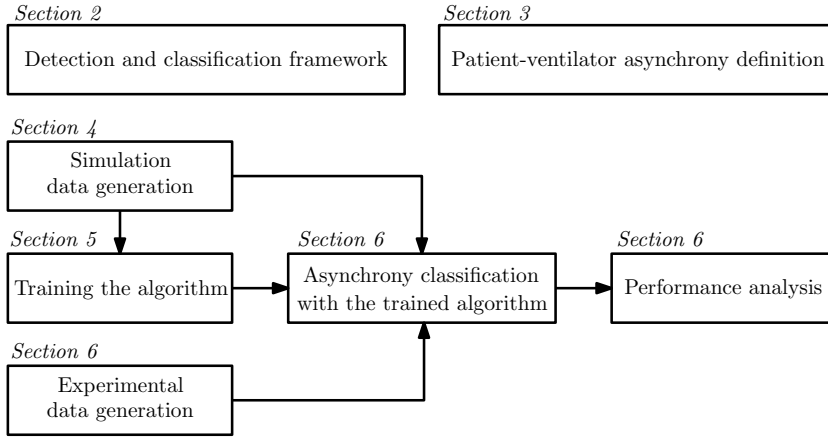 Section 2
Detection and classification framework
Section 3
Patient-ventilator asynchrony definition
Section 4
Simulation
data generation
Section 5
Training the algorithm
Section 6
Asynchrony classification
with the trained algorithm
Section 6
Performance analysis
Section 6
Experimental
data generation